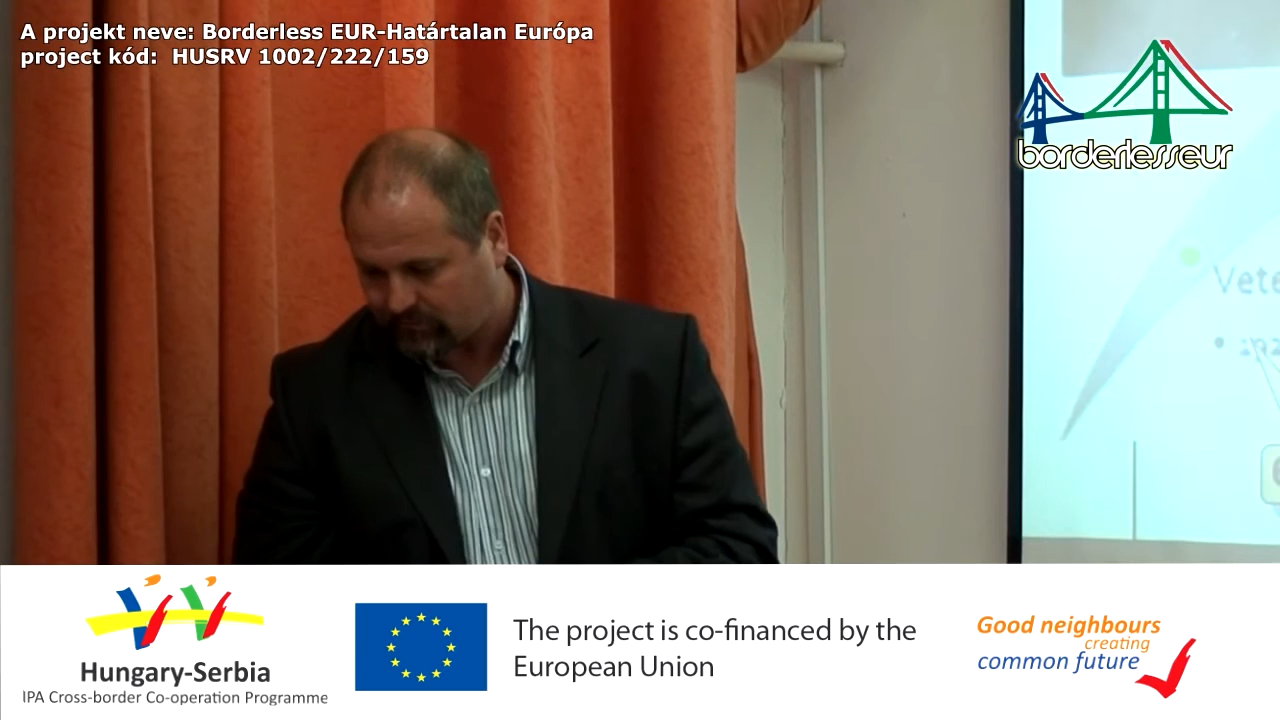 A projekt neve: Borderless EUR-Határtalan Európa
project kód: HUSRV 1002/222/159
borderlesseur
Hungary-Serbia
IPA Cross-border Co-operation Programme
The project is co-financed by the
European Union
Good neighbours
creating
common future